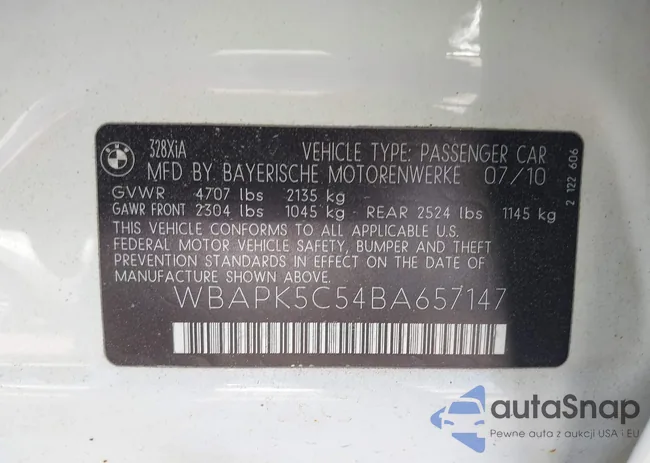 BMW
328XiA VEHICLE TYPE: PASSENGER CAR
MFD BY: BAYERISCHE MOTORENWERKE 07/10
GVWR 4707 lbs 2135 kg
GAWR FRONT 2304 lbs 1045 kg - REAR 2524 lbs 1145 kg
THIS VEHICLE CONFORMS TO ALL APPLICABLE U.S.
FEDERAL MOTOR VEHICLE SAFETY, BUMPER AND THEFT
PREVENTION STANDARDS IN EFFECT ON THE DATE OF
MANUFACTURE SHOWN ABOVE.
WBAPK5C54BA657147
2 122 606
autaSnap
Pewne auta z aukcji USA i EU